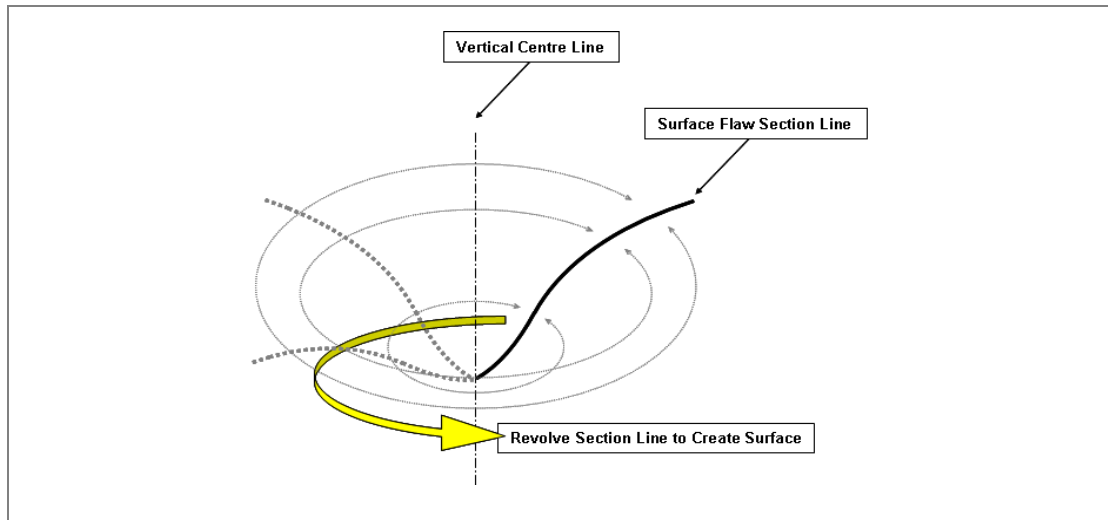 Vertical Centre Line
Surface Flaw Section Line
Revolve Section Line to Create Surface